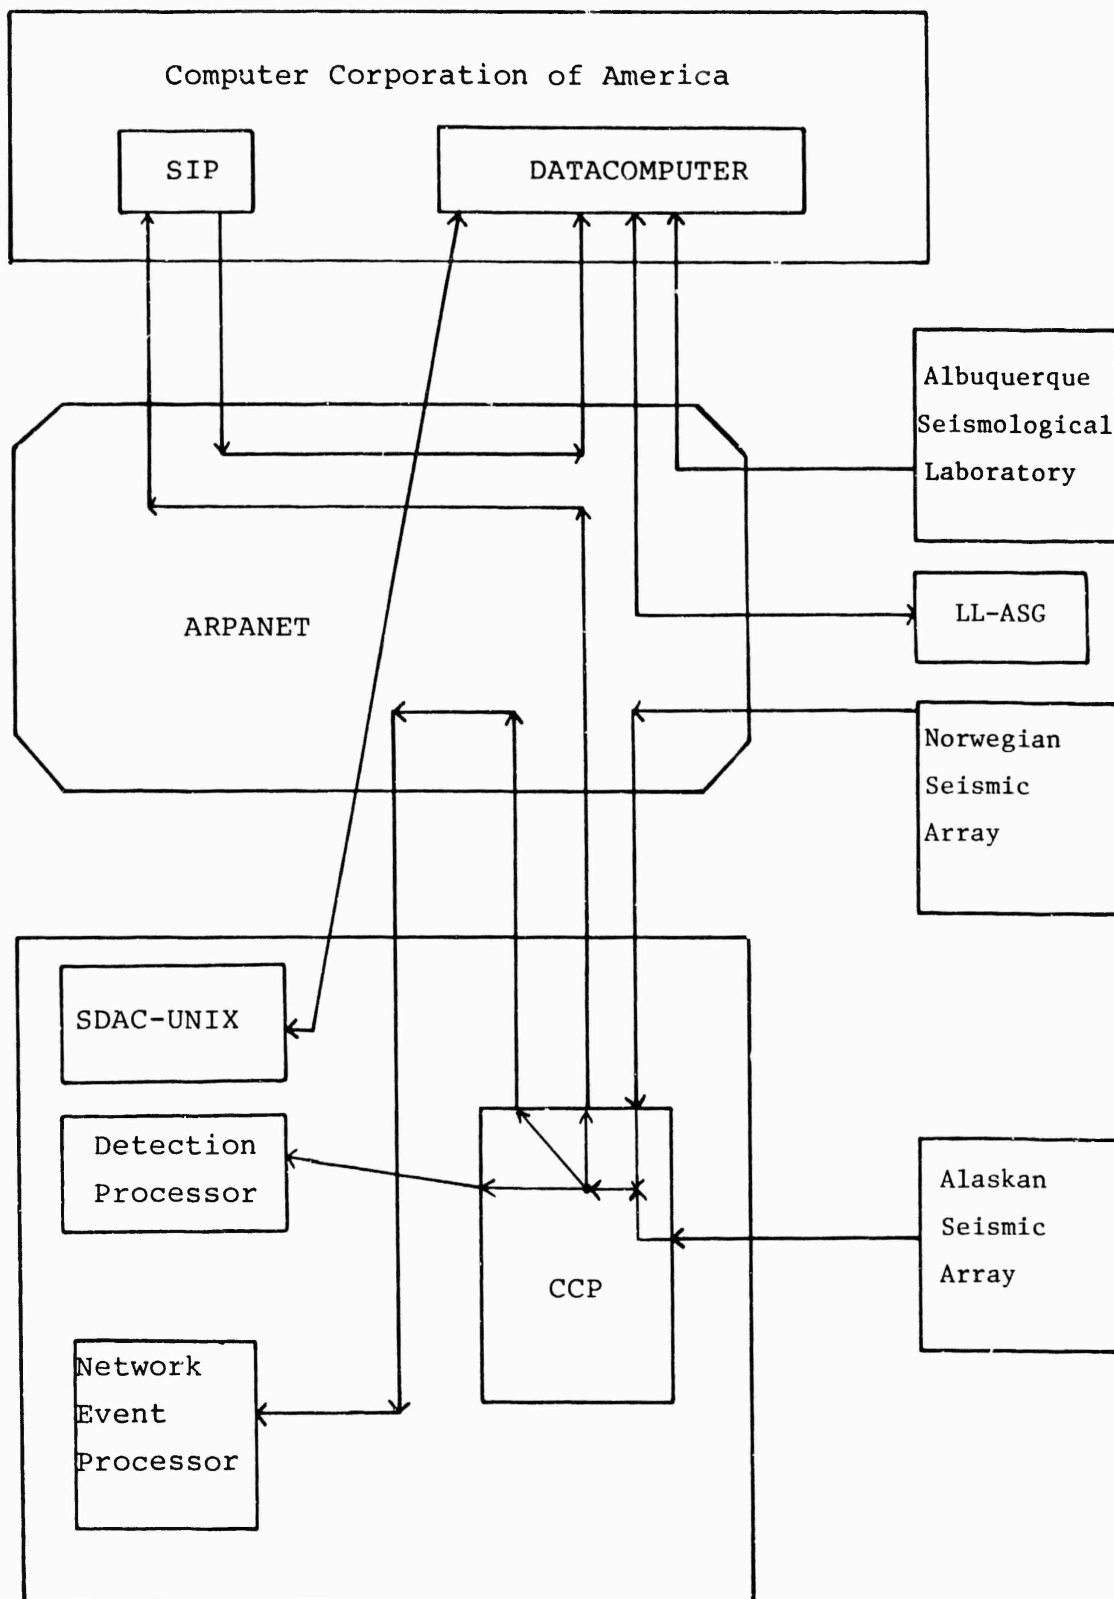 Computer Corporation of America
SIP
DATACOMPUTER
Albuquerque
Seismological
Laboratory
ARPANET
LL-ASG
Norwegian
Seismic
Array
SDAC-UNIX
Detection
Processor
CCP
Alaskan
Seismic
Array
Network
Event
Processor